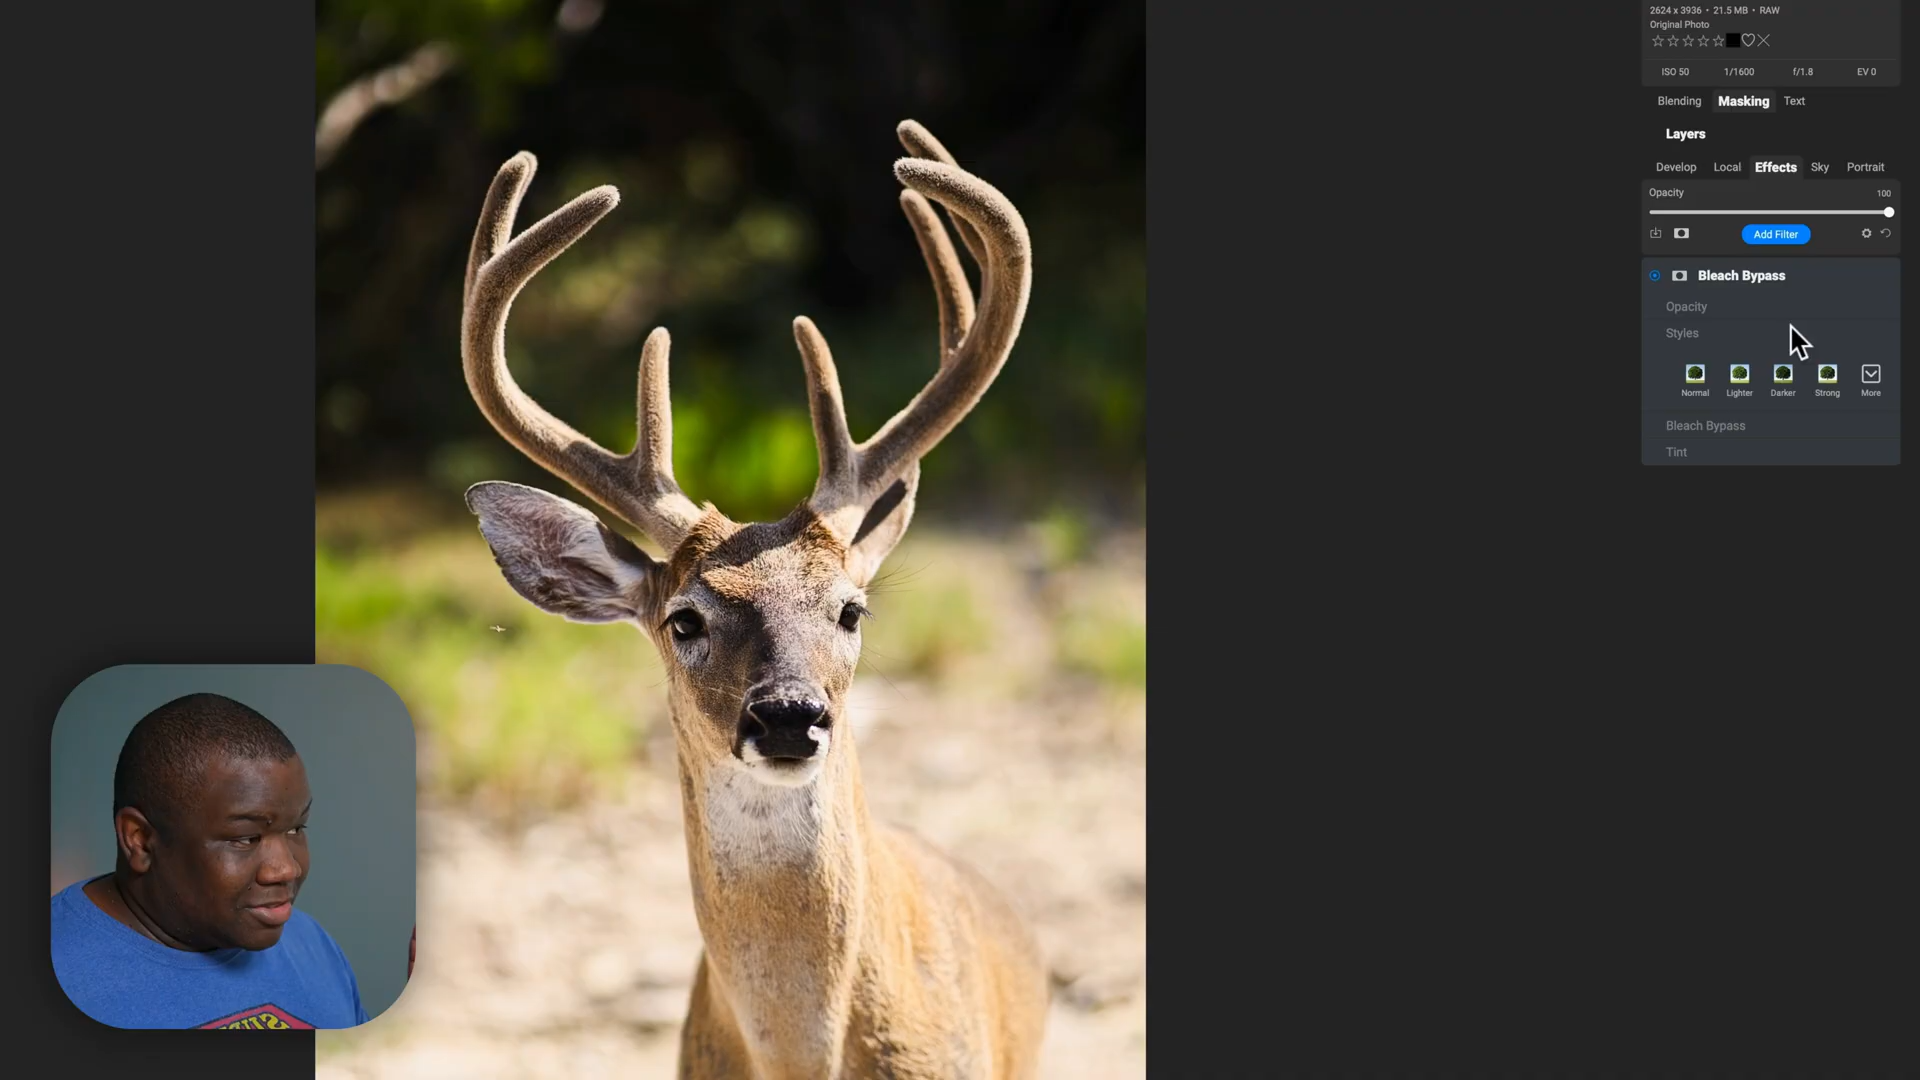 2624 x 3936 • 21.5 MB • RAW
Original Photo
ISO 50 1/1600 f/1.8 EV 0
Blending Masking Text
Layers
Develop Local Effects Sky Portrait
Opacity 100
Add Filter
Bleach Bypass
Opacity
Styles
Normal Lighter Darker Strong More
Bleach Bypass
Tint